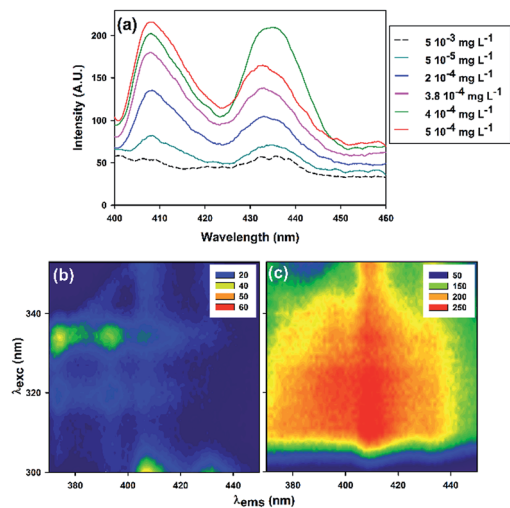 (a)
200
150
100
50
0
Intensity (A.U.)
400 410 420 430 440 450 460
Wavelength (nm)
5 10⁻³ mg L⁻¹
5 10⁻⁵ mg L⁻¹
2 10⁻⁴ mg L⁻¹
3.8 10⁻⁴ mg L⁻¹
4 10⁻⁴ mg L⁻¹
5 10⁻⁴ mg L⁻¹
(b)
20
40
50
60
(c)
50
150
200
250
340
320
300
λexc (nm)
380 400 420 440
380 400 420 440
λems (nm)